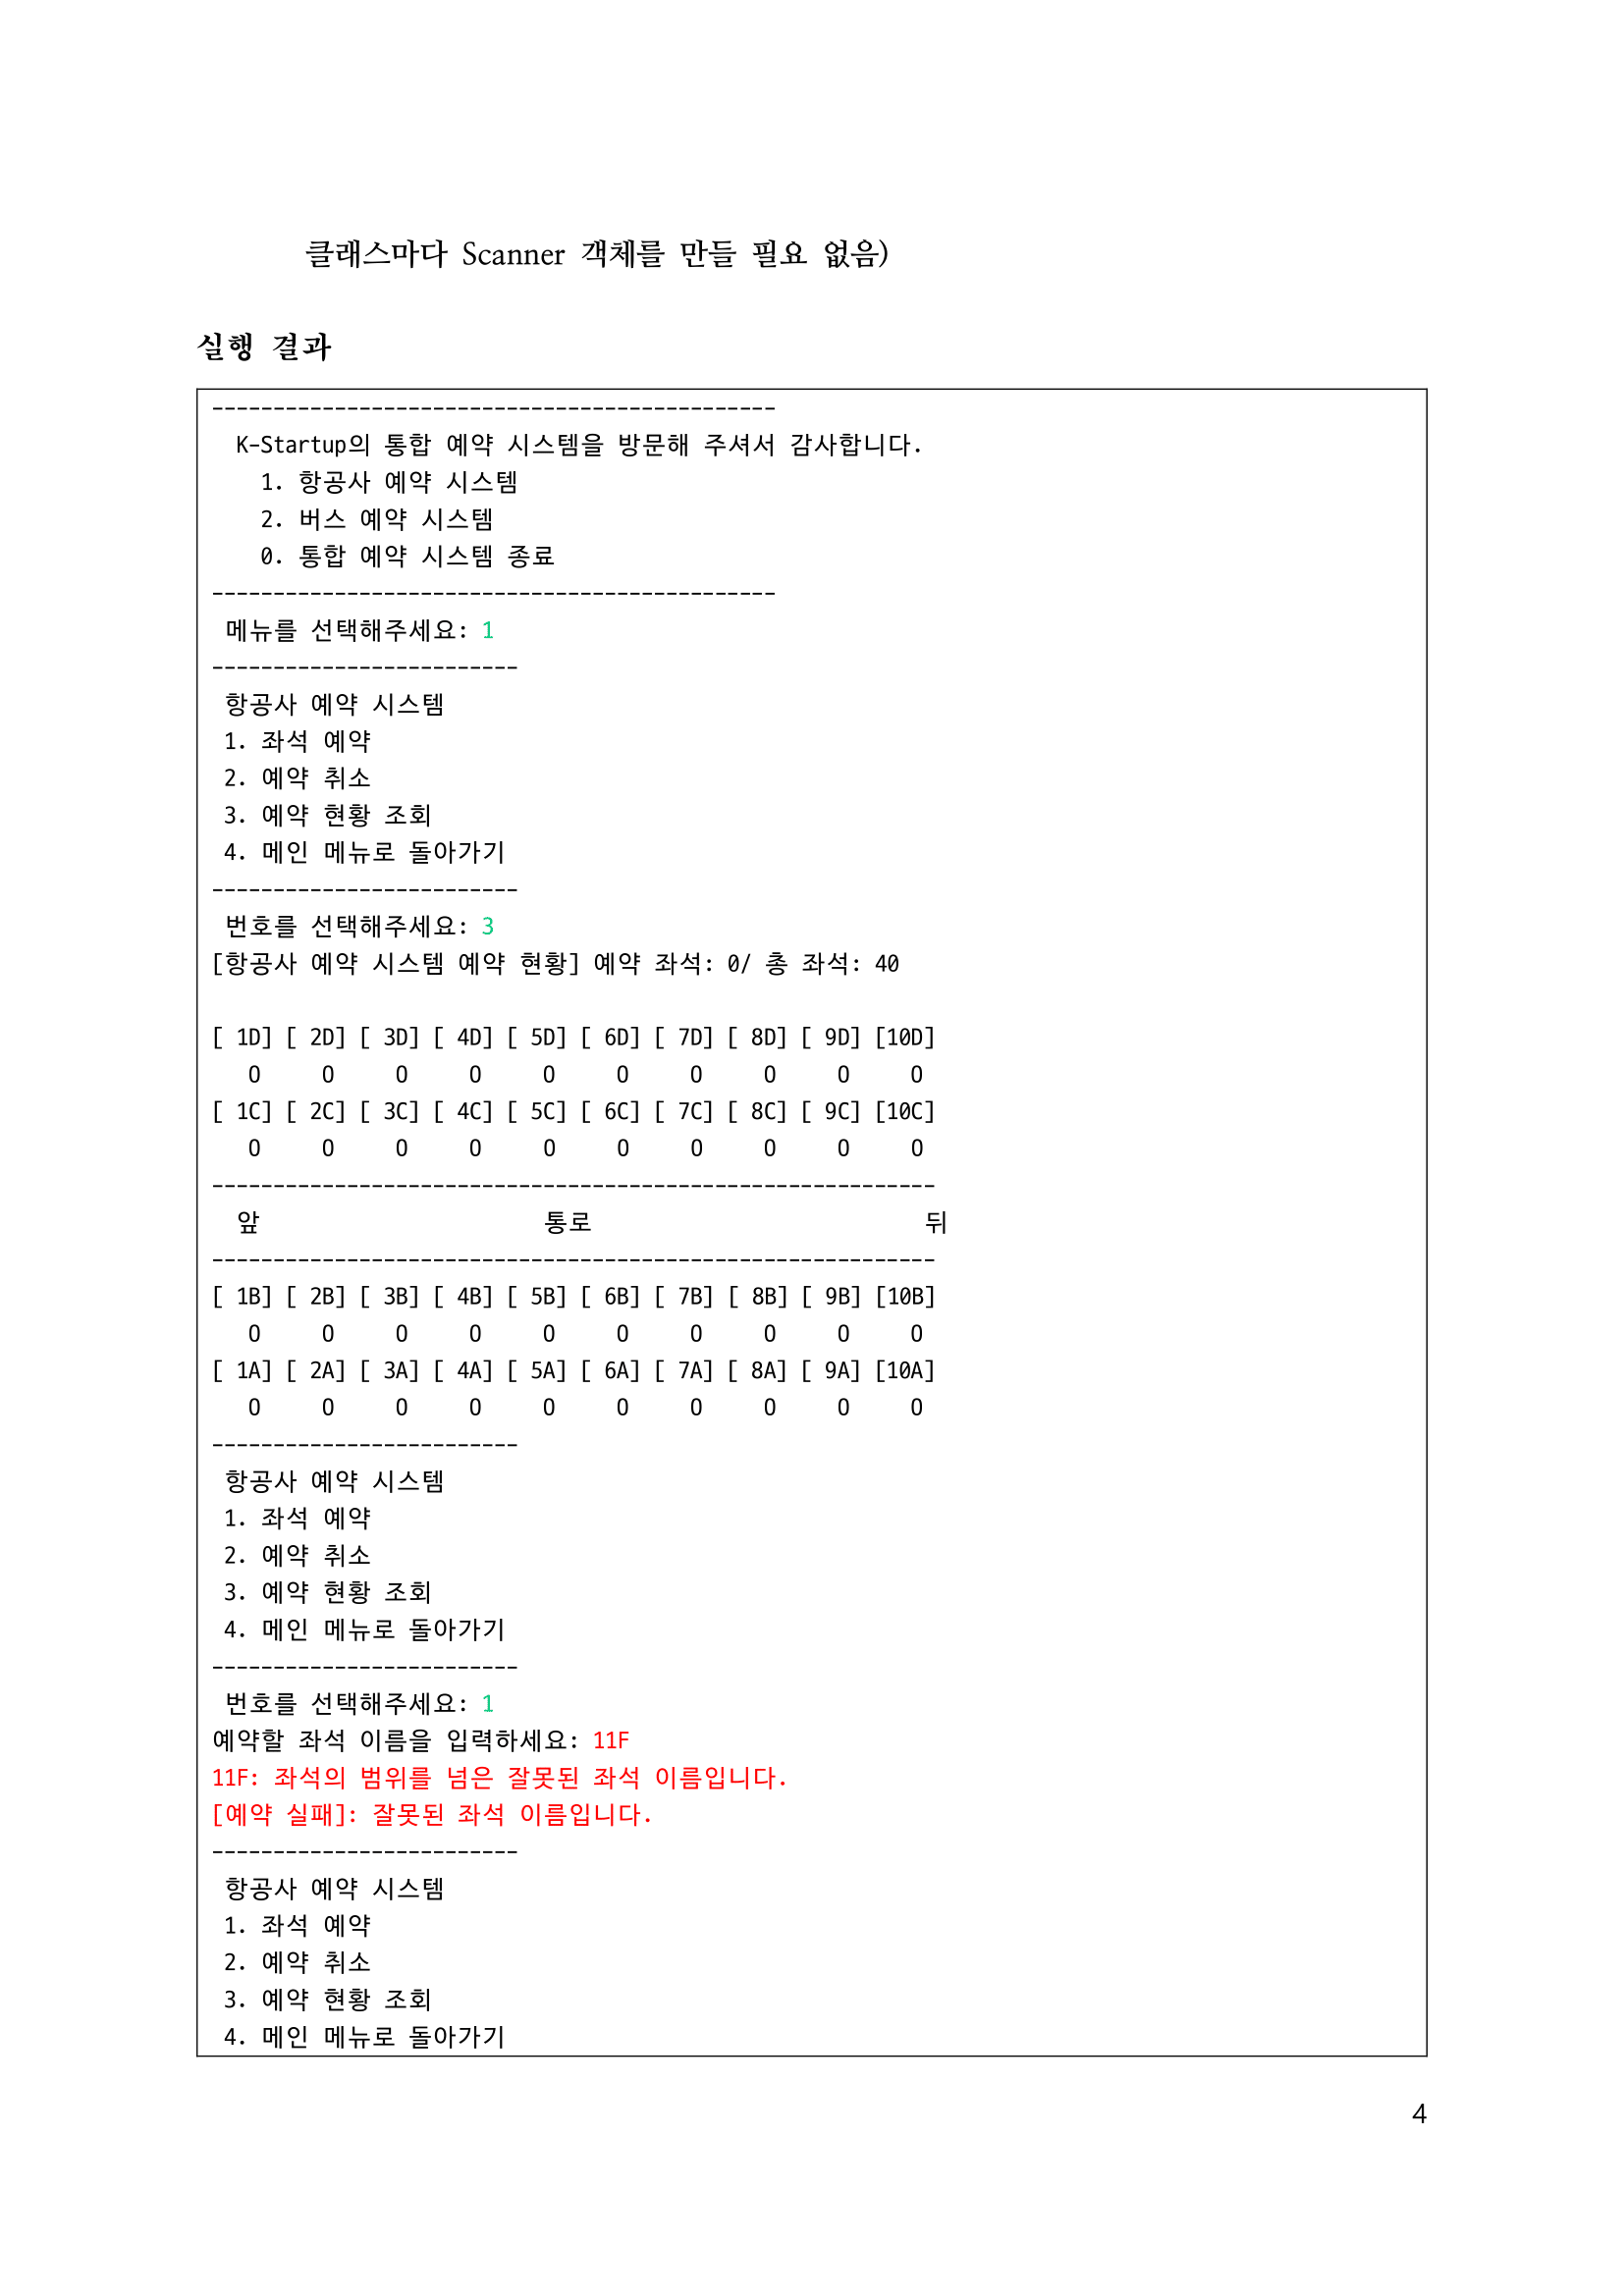 클래스마다 Scanner 객체를 만들 필요 없음)
실행 결과
----------------------------------------------
  K-Startup의 통합 예약 시스템을 방문해 주셔서 감사합니다.
    1. 항공사 예약 시스템
    2. 버스 예약 시스템
    0. 통합 예약 시스템 종료
----------------------------------------------
 메뉴를 선택해주세요: 1
-------------------------
 항공사 예약 시스템
 1. 좌석 예약
 2. 예약 취소
 3. 예약 현황 조회
 4. 메인 메뉴로 돌아가기
-------------------------
 번호를 선택해주세요: 3
[항공사 예약 시스템 예약 현황] 예약 좌석: 0/ 총 좌석: 40

[ 1D] [ 2D] [ 3D] [ 4D] [ 5D] [ 6D] [ 7D] [ 8D] [ 9D] [10D]
   0     0     0     0     0     0     0     0     0     0
[ 1C] [ 2C] [ 3C] [ 4C] [ 5C] [ 6C] [ 7C] [ 8C] [ 9C] [10C]
   0     0     0     0     0     0     0     0     0     0
-----------------------------------------------------------
  앞                       통로                           뒤
-----------------------------------------------------------
[ 1B] [ 2B] [ 3B] [ 4B] [ 5B] [ 6B] [ 7B] [ 8B] [ 9B] [10B]
   0     0     0     0     0     0     0     0     0     0
[ 1A] [ 2A] [ 3A] [ 4A] [ 5A] [ 6A] [ 7A] [ 8A] [ 9A] [10A]
   0     0     0     0     0     0     0     0     0     0
-------------------------
 항공사 예약 시스템
 1. 좌석 예약
 2. 예약 취소
 3. 예약 현황 조회
 4. 메인 메뉴로 돌아가기
-------------------------
 번호를 선택해주세요: 1
예약할 좌석 이름을 입력하세요: 11F
11F: 좌석의 범위를 넘은 잘못된 좌석 이름입니다.
[예약 실패]: 잘못된 좌석 이름입니다.
-------------------------
 항공사 예약 시스템
 1. 좌석 예약
 2. 예약 취소
 3. 예약 현황 조회
 4. 메인 메뉴로 돌아가기
4